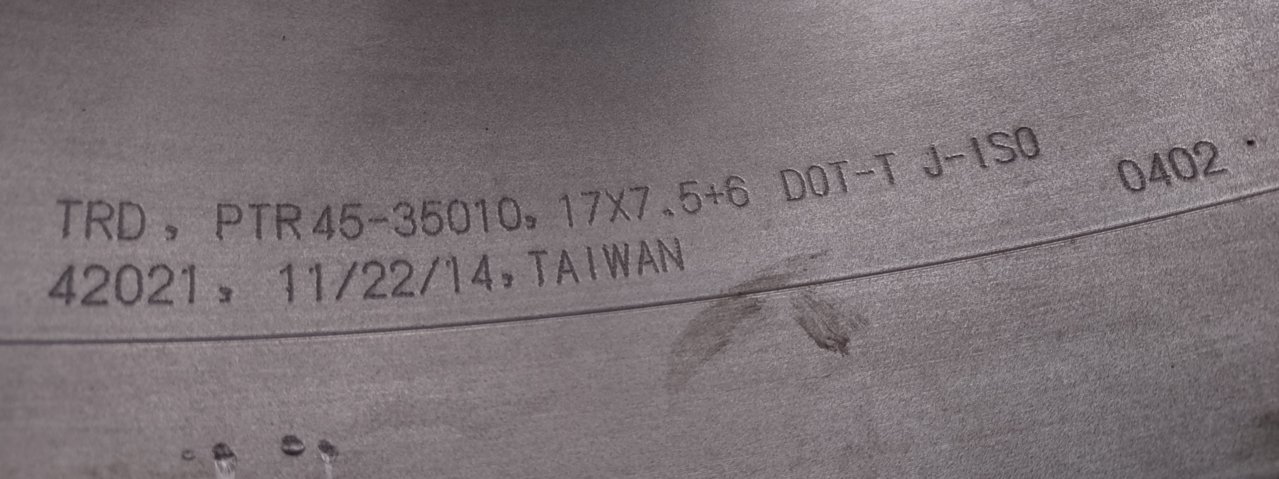 TRD, PTR45-35010, 17X7.5+6 DOT-T J-ISO 0402
42021, 11/22/14, TAIWAN